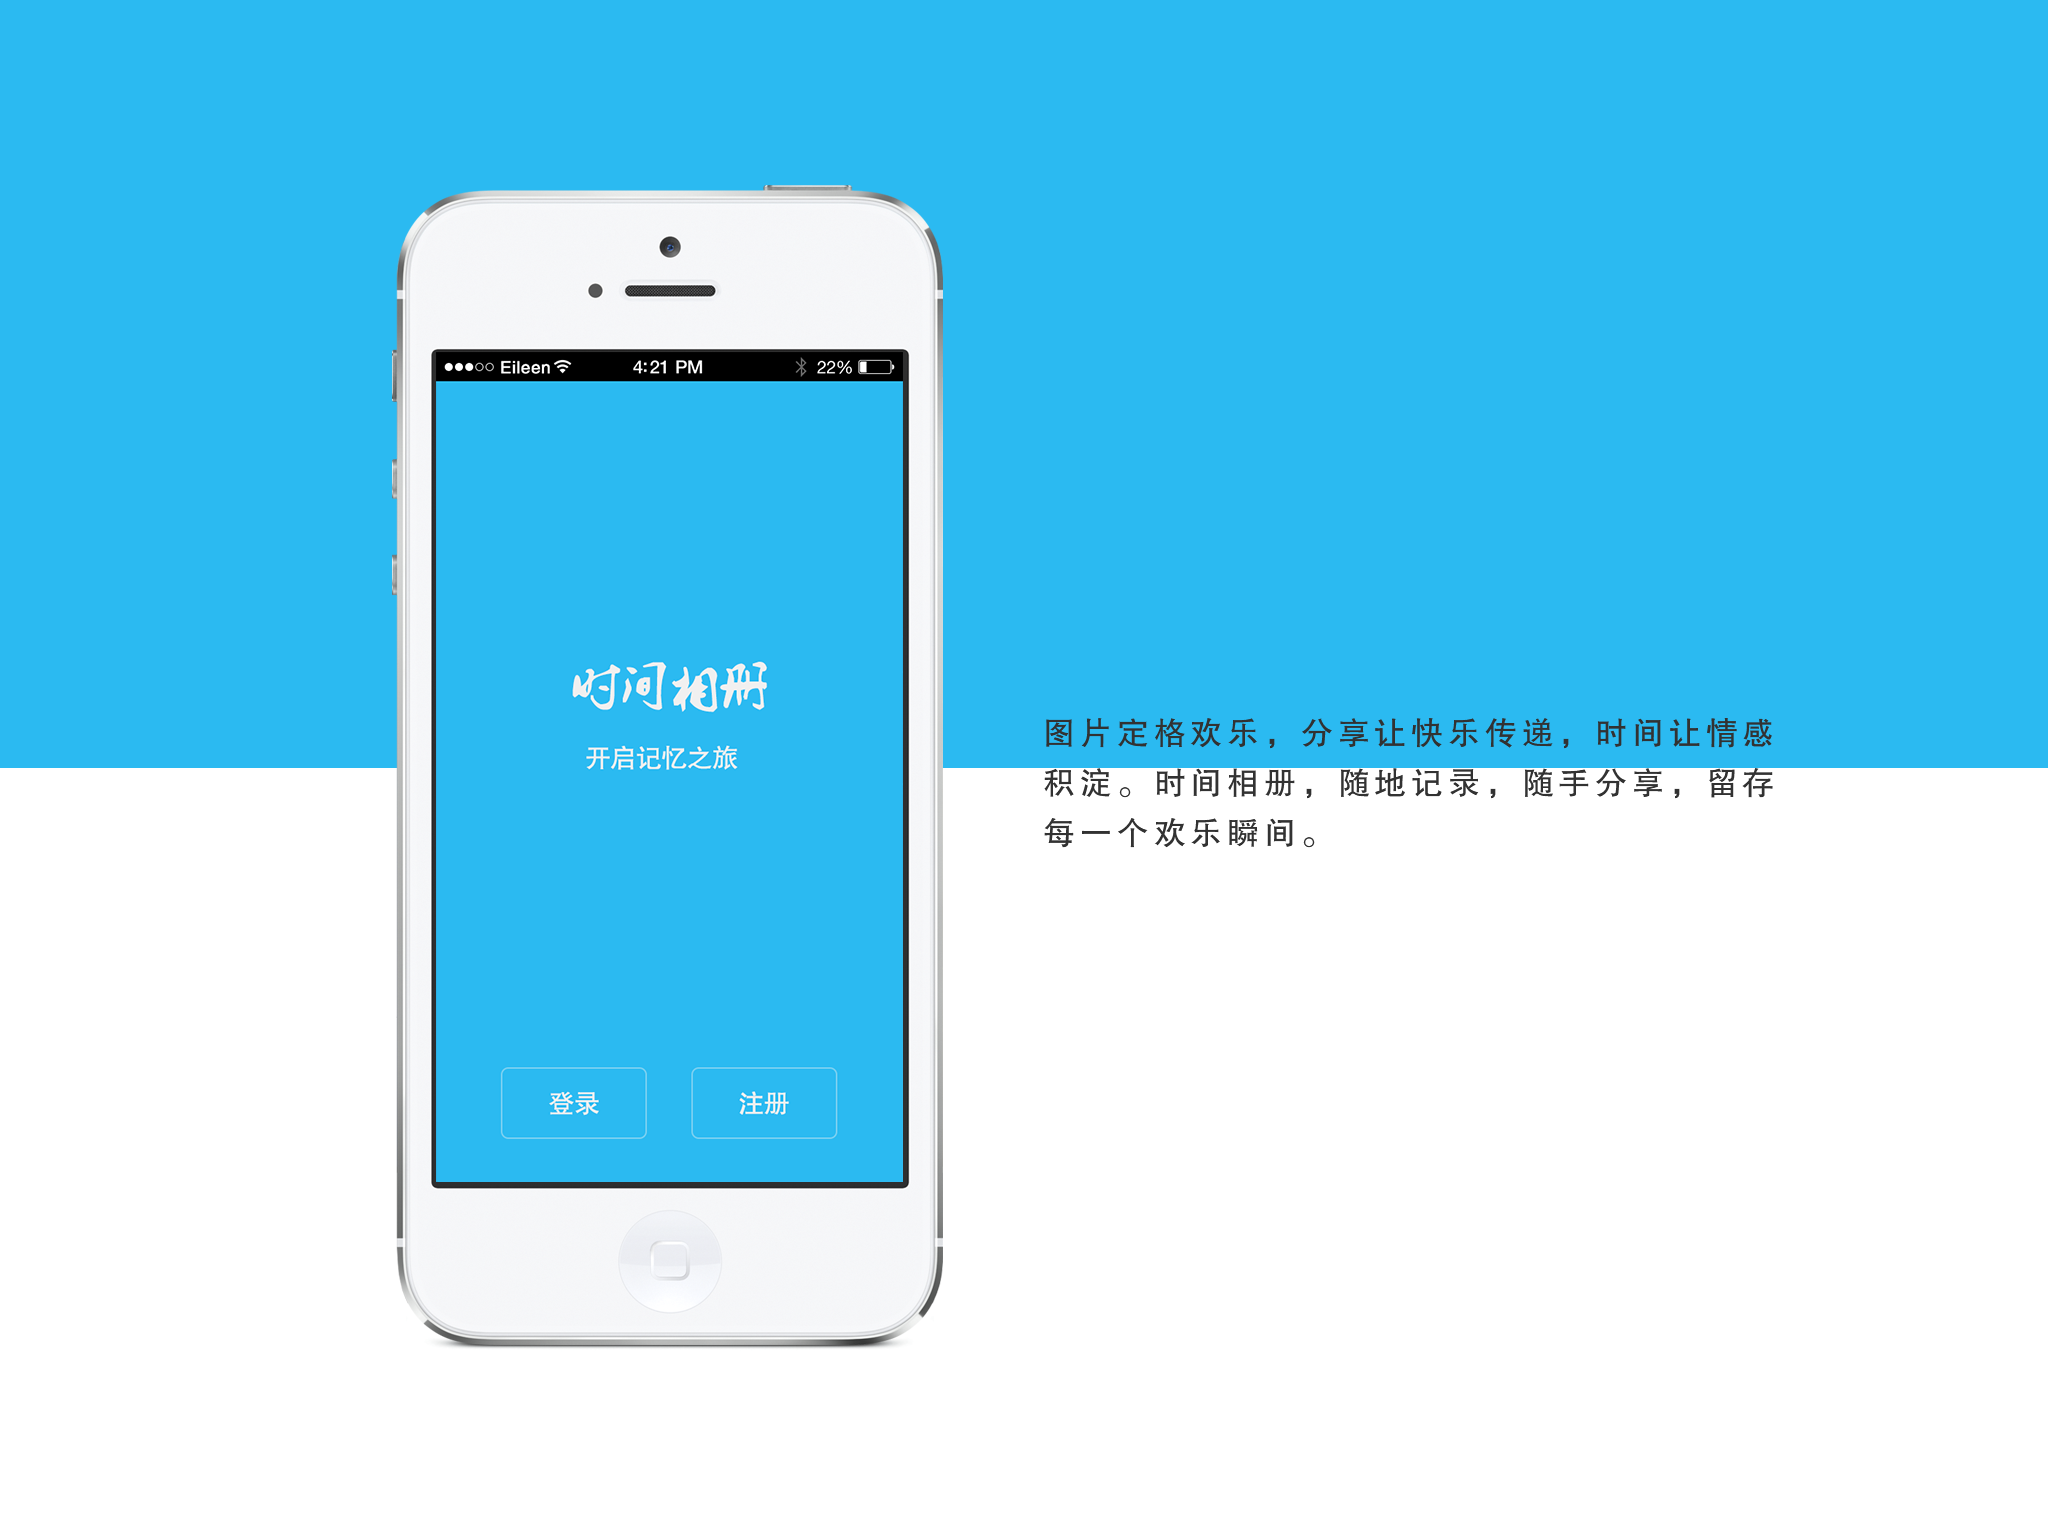 Eileen 4:21 PM 22%
时间相册
开启记忆之旅
图片定格欢乐，分享让快乐传递，时间让情感
积淀。时间相册，随地记录，随手分享，留存
每一个欢乐瞬间。
登录 注册